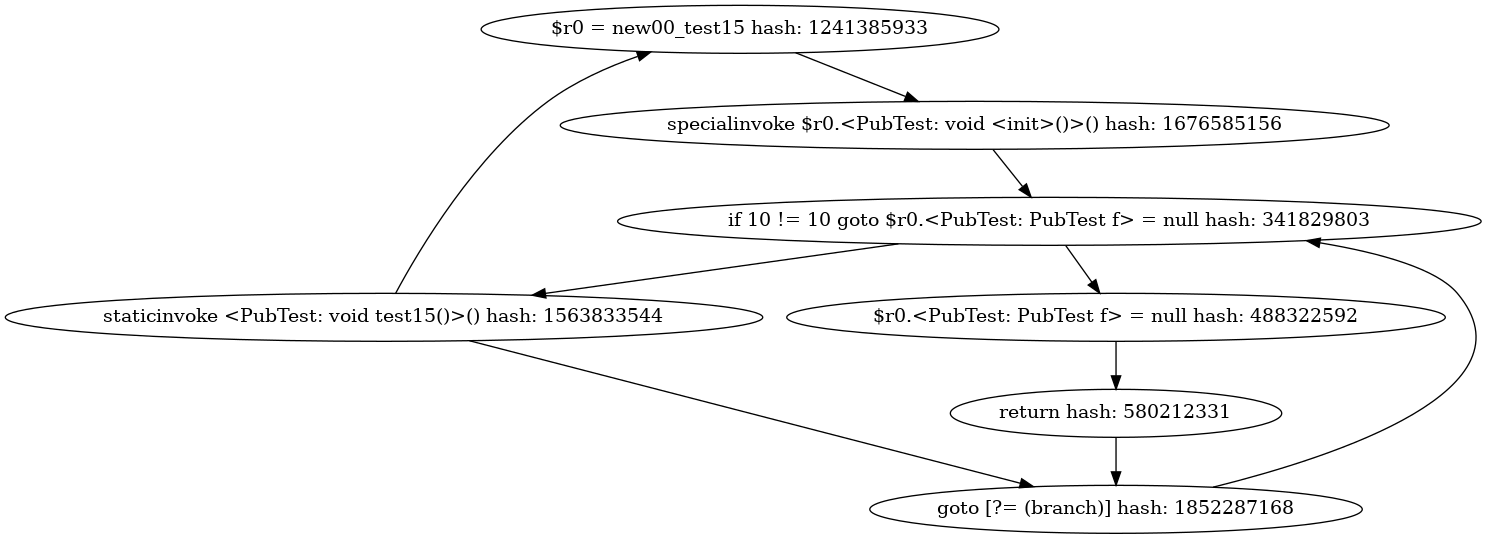 $r0 = new00_test15 hash: 1241385933
specialinvoke $r0.<PubTest: void <init>()>() hash: 1676585156
if 10 != 10 goto $r0.<PubTest: PubTest f> = null hash: 341829803
staticinvoke <PubTest: void test15()>() hash: 1563833544
$r0.<PubTest: PubTest f> = null hash: 488322592
return hash: 580212331
goto [?= (branch)] hash: 1852287168